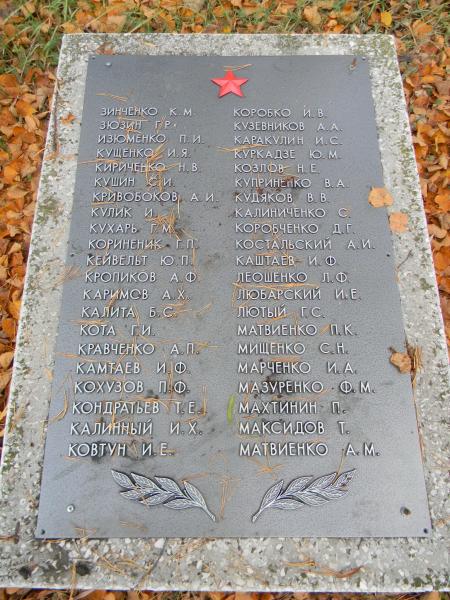 ЗИНЧЕНКО К.М.
ЗЮЗИН Г.Р.
ИЗЮМЕНКО П.И.
КУЩЕНКО И.Я.
КИРИЧЕНКО Н.В.
КУШИН С.И.
КРИВОБОКОВ А.И.
КУЛИК И.
КУХАРЬ Г.М.
КОРИНЕНИК Г.П.
КЕЙВЕЛЬТ Ю.П.
КРОПИКОВ А.Ф.
КАРИМОВ А.Х.
КАЛИТА Б.С.
КОТА Г.И.
КРАВЧЕНКО А.П.
КАМТАЕВ И.Ф.
КОХУЗОВ П.Ф.
КОНДРАТЬЕВ Т.Е.
КАЛИННЫЙ И.Х.
КОВТУН И.Е.
КОРОБКО И.В.
КУЗЕВНИКОВ А.А.
КАРАКУЛИН И.С.
КУРКАДЗЕ Ю.М.
КОЗЛОВ Н.Е.
КУПРИНЕНКО В.А.
КУДЯКОВ В.В.
КАЛИНИЧЕНКО С.
КОРОБЧЕНКО Д.Г.
КОСТАЛЬСКИЙ А.И.
КАШТАЕВ И.Ф.
ЛЕОШЕНКО Л.Ф.
ЛЮБАРСКИЙ И.Е.
ЛЮТЫЙ Г.С.
МАТВИЕНКО П.К.
МИЩЕНКО С.Н.
МАРЧЕНКО И.А.
МАЗУРЕНКО Ф.М.
МАХТИНИН П.
МАКСИДОВ Т.
МАТВИЕНКО А.М.